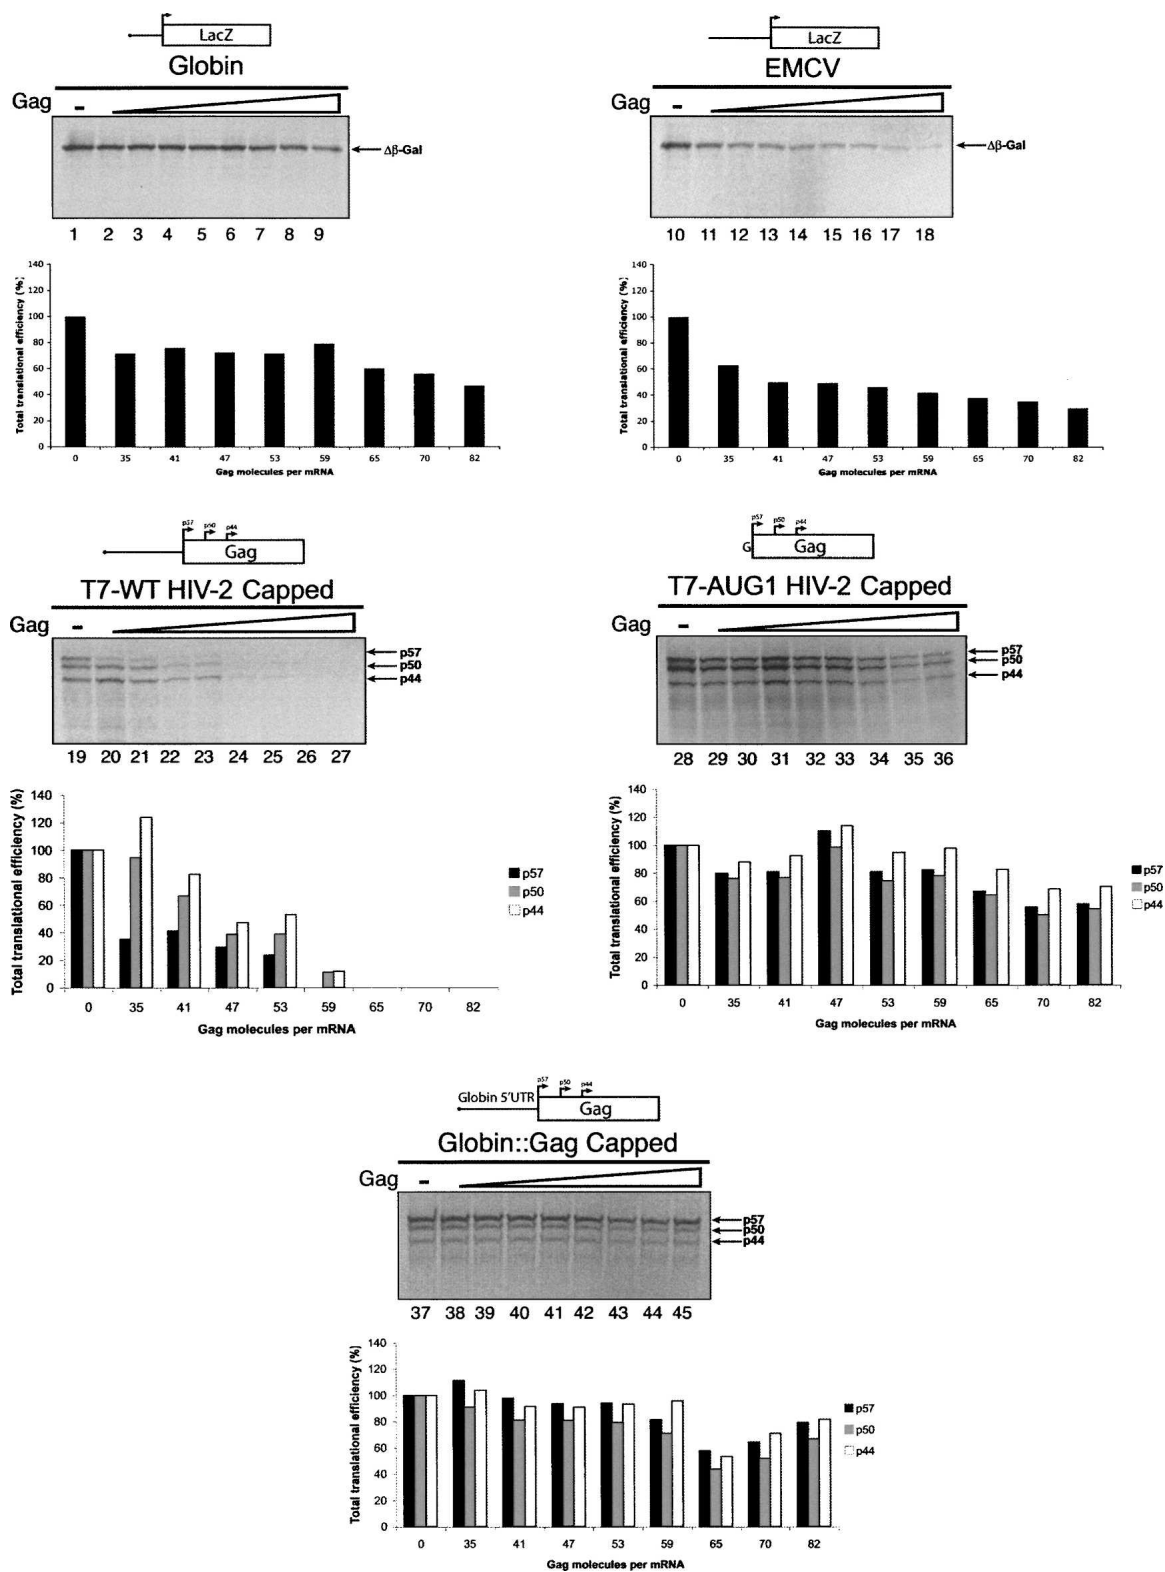 LacZ
Globin
Gag -
Δβ-Gal
1 2 3 4 5 6 7 8 9
Total translational efficiency (%)
140
120
100
80
60
40
20
0
0 35 41 47 53 59 65 70 82
Gag molecules per mRNA
LacZ
EMCV
Gag -
Δβ-Gal
10 11 12 13 14 15 16 17 18
Total translational efficiency (%)
140
120
100
80
60
40
20
0
0 35 41 47 53 59 65 70 82
Gag molecules per mRNA
p57 p50 p44
Gag
T7-WT HIV-2 Capped
Gag -
p57
p50
p44
19 20 21 22 23 24 25 26 27
Total translational efficiency (%)
140
120
100
80
60
40
20
0
p57
p50
p44
0 35 41 47 53 59 65 70 82
Gag molecules per mRNA
p57 p50 p44
G Gag
T7-AUG1 HIV-2 Capped
Gag -
p57
p50
p44
28 29 30 31 32 33 34 35 36
Total translational efficiency (%)
140
120
100
80
60
40
20
0
p57
p50
p44
0 35 41 47 53 59 65 70 82
Gag molecules per mRNA
p57 p50 p44
Globin 5'UTR
Gag
Globin::Gag Capped
Gag -
p57
p50
p44
37 38 39 40 41 42 43 44 45
Total translational efficiency (%)
140
120
100
80
60
40
20
0
p57
p50
p44
0 35 41 47 53 59 65 70 82
Gag molecules per mRNA